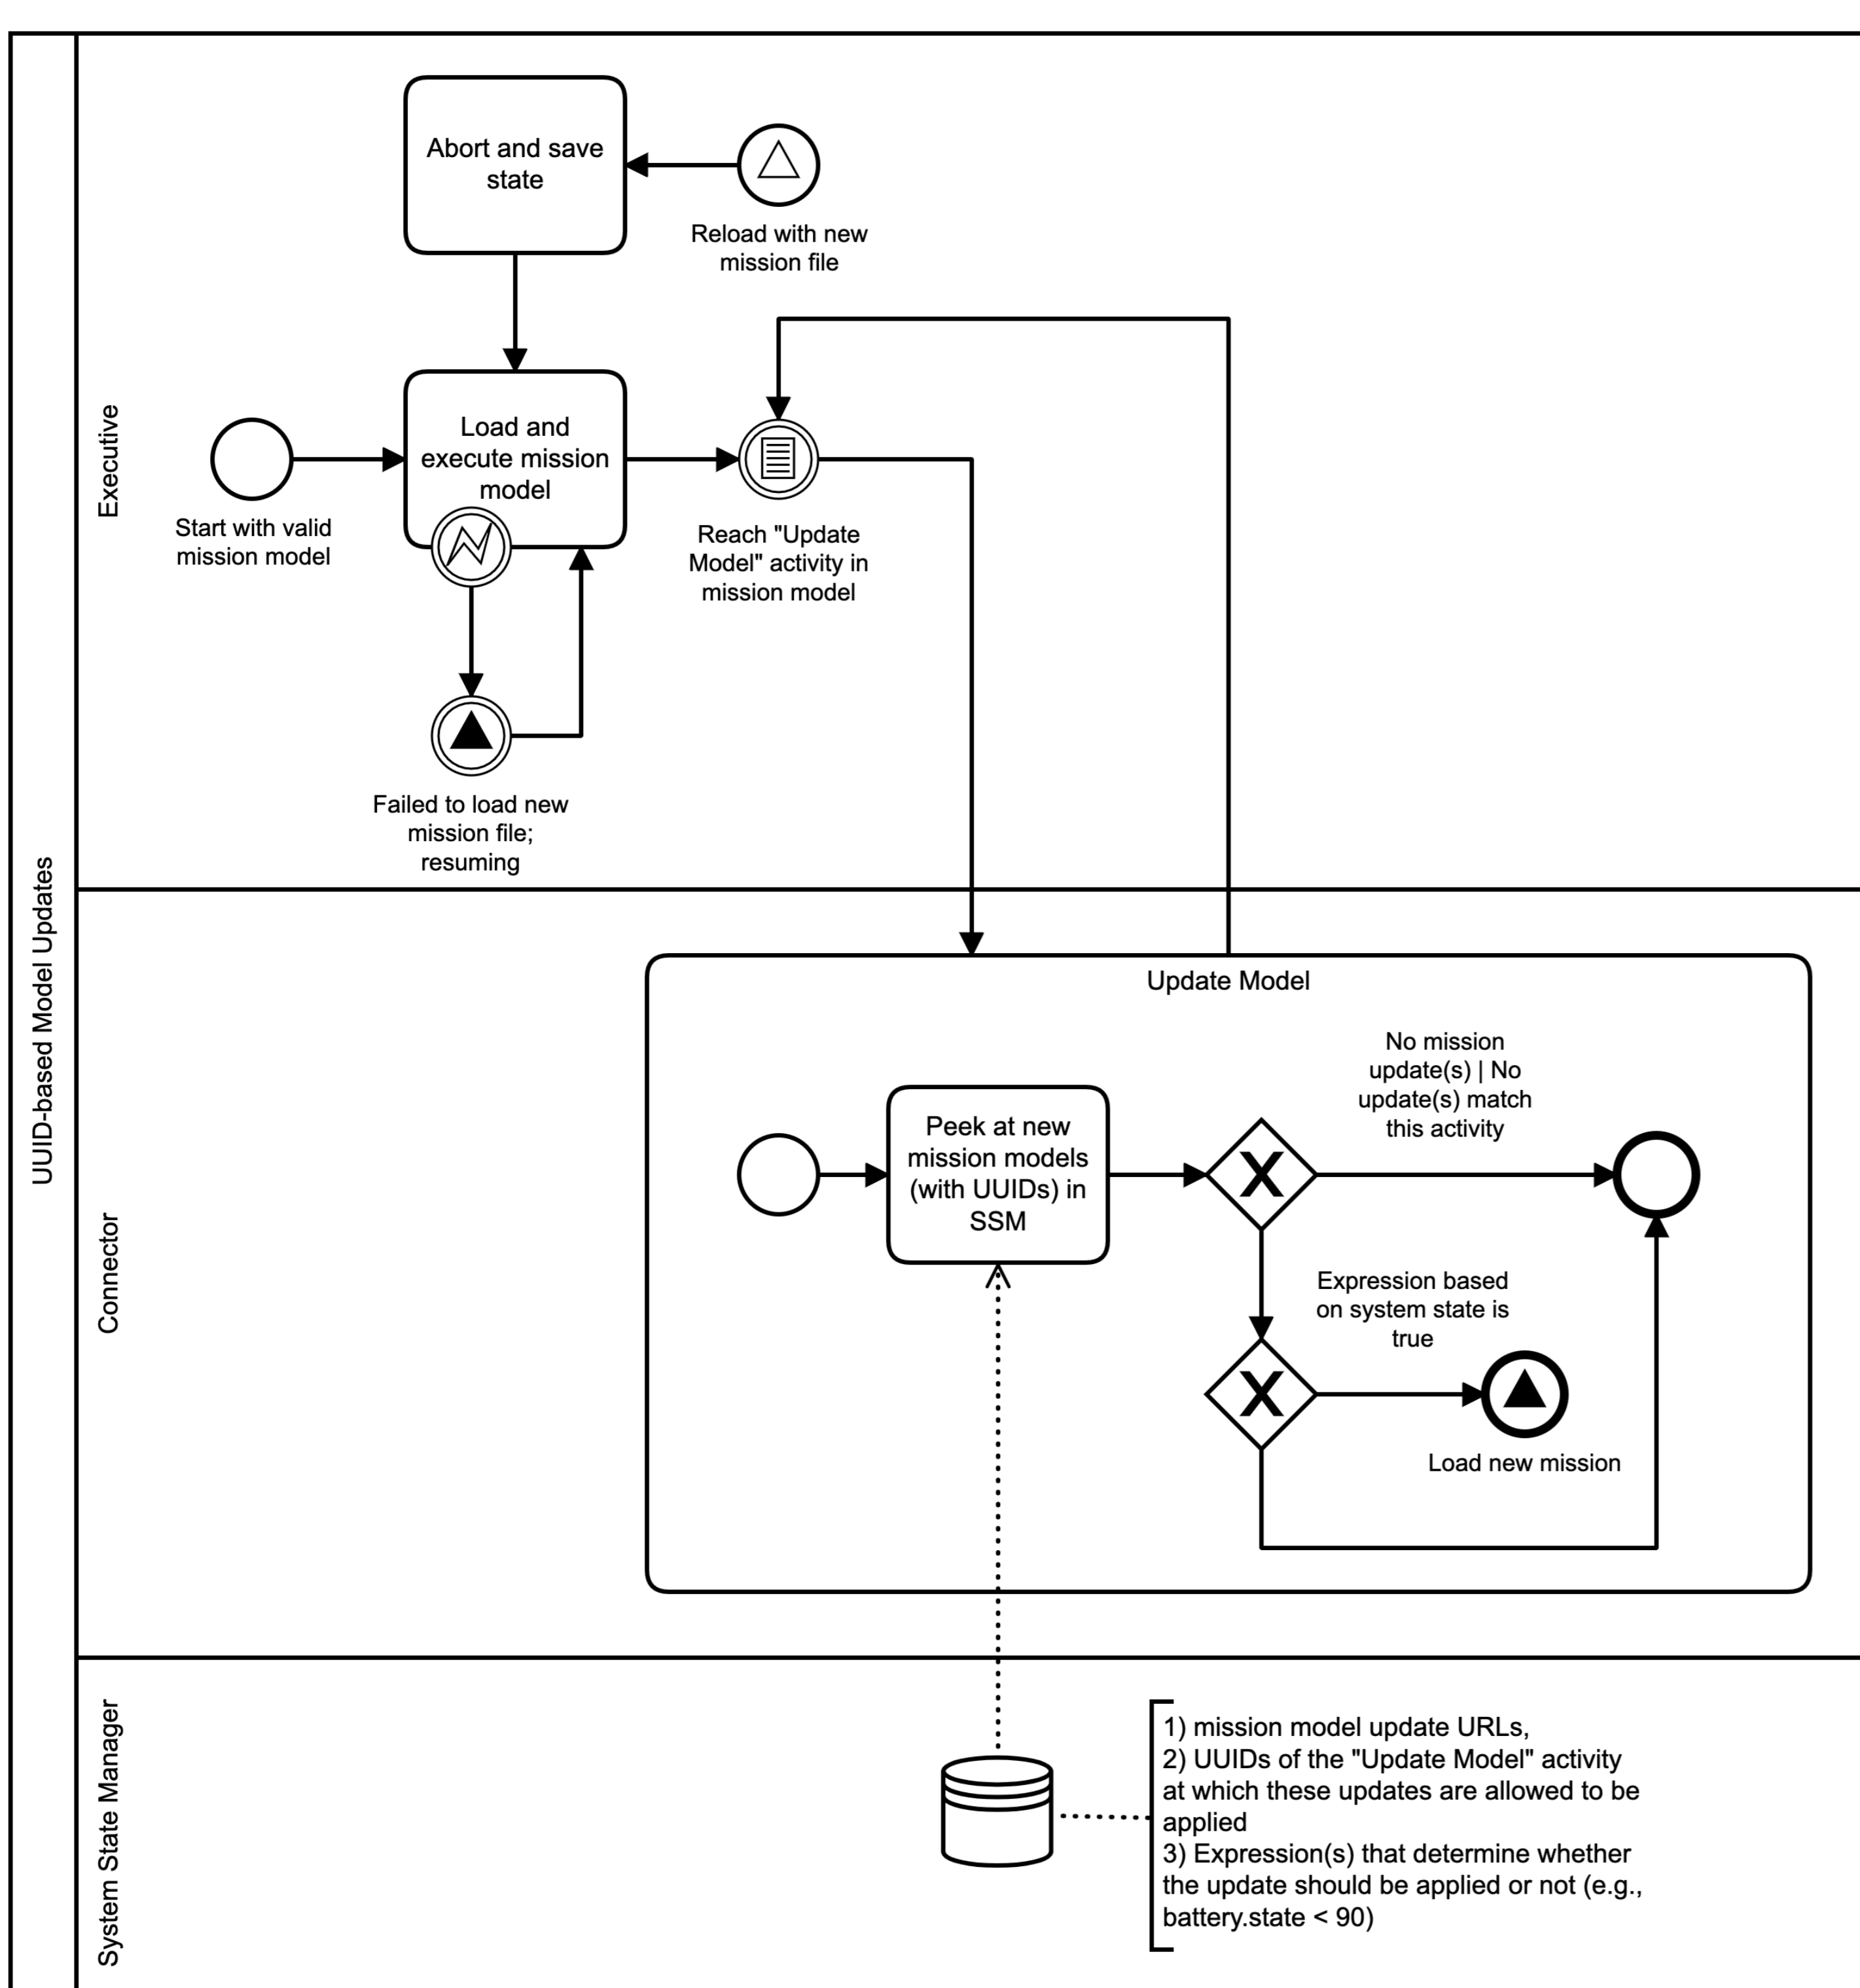 UUID-based Model Updates
Executive
Abort and save
state
Reload with new
mission file
Start with valid
mission model
Load and
execute mission
model
Reach "Update
Model" activity in
mission model
Failed to load new
mission file;
resuming
Connector
Update Model
Peek at new
mission models
(with UUIDs) in
SSM
No mission
update(s) | No
update(s) match
this activity
X
Expression based
on system state is
true
X
Load new mission
System State Manager
1) mission model update URLs,
2) UUIDs of the "Update Model" activity
at which these updates are allowed to be
applied
3) Expression(s) that determine whether
the update should be applied or not (e.g.,
battery.state < 90)